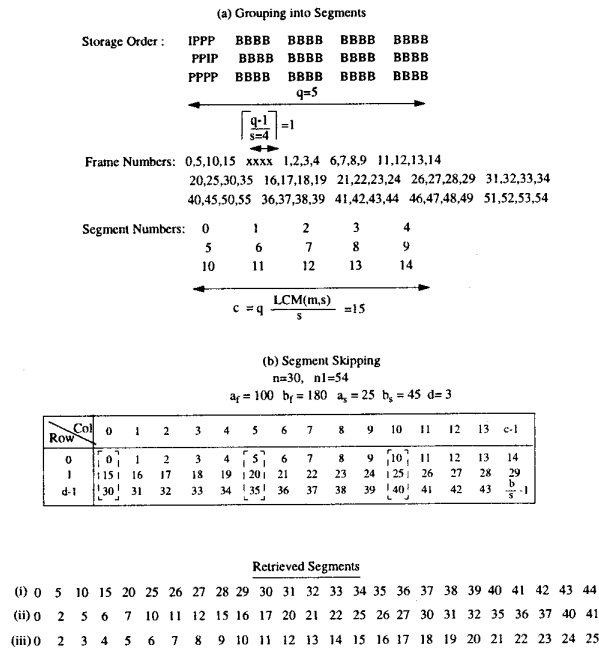 (a) Grouping into Segments
Storage Order : IPPP BBBB BBBB BBBB BBBB
PPIP BBBB BBBB BBBB BBBB
PPPP BBBB BBBB BBBB BBBB
q=5
⌈q-1 / s=4⌉ =1
Frame Numbers: 0,5,10,15 xxxx 1,2,3,4 6,7,8,9 11,12,13,14
20,25,30,35 16,17,18,19 21,22,23,24 26,27,28,29 31,32,33,34
40,45,50,55 36,37,38,39 41,42,43,44 46,47,48,49 51,52,53,54
Segment Numbers: 0 1 2 3 4
5 6 7 8 9
10 11 12 13 14
c = q LCM(m,s) / s =15
(b) Segment Skipping
n=30, n1=54
af = 100 bf = 180 as = 25 bs = 45 d= 3
Row Col 0 1 2 3 4 5 6 7 8 9 10 11 12 13 c-1
0 0 1 2 3 4 5 6 7 8 9 10 11 12 13 14
1 15 16 17 18 19 20 21 22 23 24 25 26 27 28 29
d-1 30 31 32 33 34 35 36 37 38 39 40 41 42 43 b/s -1
Retrieved Segments
(i) 0 5 10 15 20 25 26 27 28 29 30 31 32 33 34 35 36 37 38 39 40 41 42 43 44
(ii) 0 2 5 6 7 10 11 12 15 16 17 20 21 22 25 26 27 30 31 32 35 36 37 40 41
(iii) 0 2 3 4 5 6 7 8 9 10 11 12 13 14 15 16 17 18 19 20 21 22 23 24 25